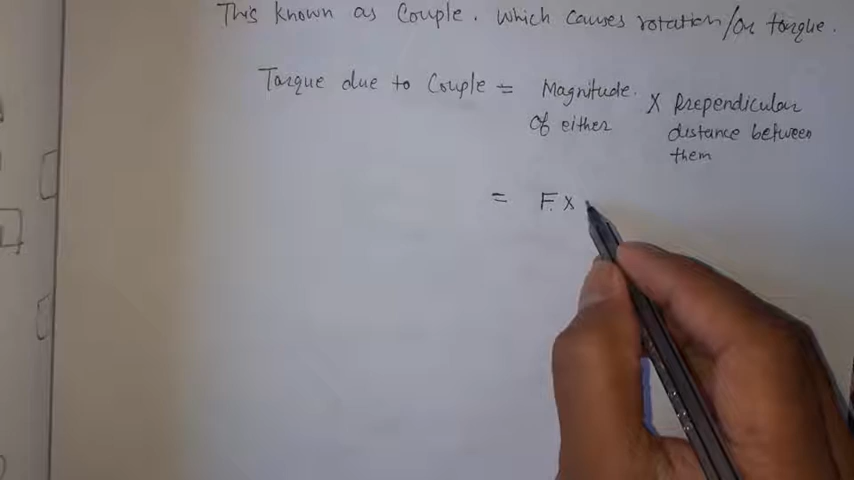 This known as Couple. Which causes rotation/on torque.
Torque due to Couple = Magnitude. X Prependicular
of either distance between
them
= F. x